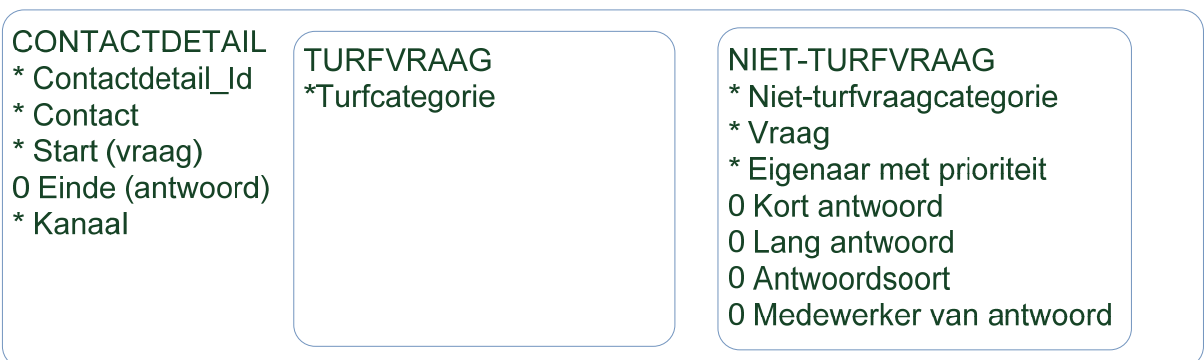 CONTACTDETAIL
* Contactdetail_Id
* Contact
* Start (vraag)
0 Einde (antwoord)
* Kanaal
TURFVRAAG
*Turfcategorie
NIET-TURFVRAAG
* Niet-turfvraagcategorie
* Vraag
* Eigenaar met prioriteit
0 Kort antwoord
0 Lang antwoord
0 Antwoordsoort
0 Medewerker van antwoord